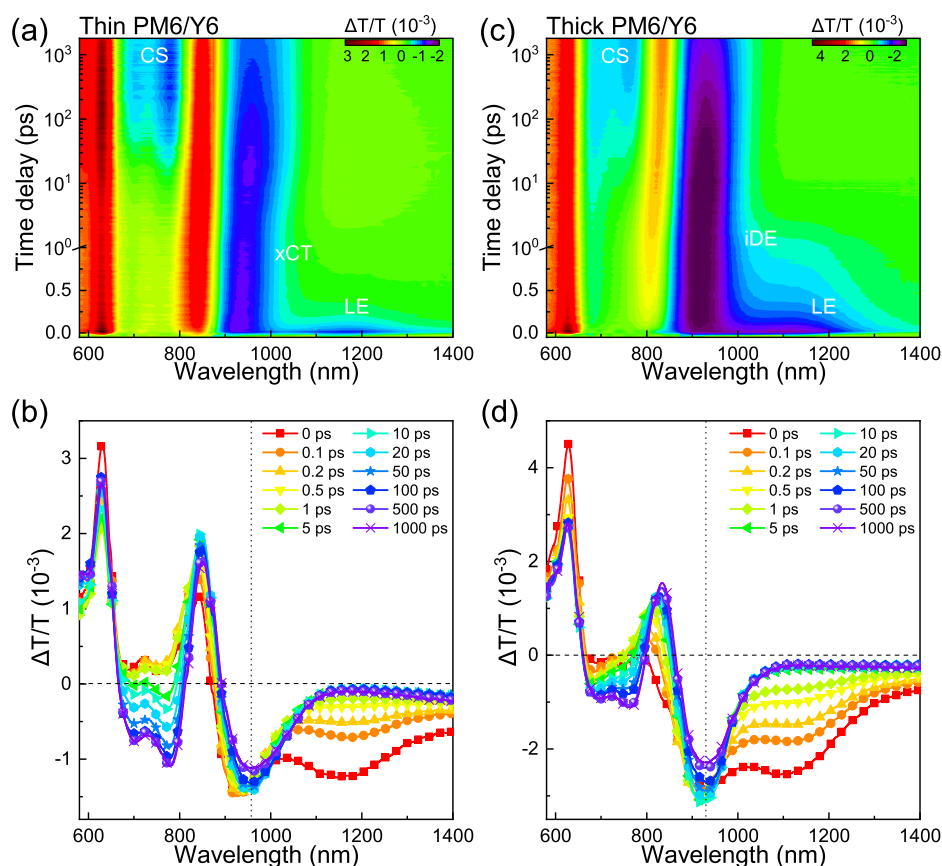 (a) Thin PM6/Y6 ΔT/T (10⁻³)
3 2 1 0 -1 -2
CS
xCT
LE
Time delay (ps)
10³
10²
10¹
10⁰
0.5
0.0
600 800 1000 1200 1400
Wavelength (nm)
(c) Thick PM6/Y6 ΔT/T (10⁻³)
4 2 0 -2
CS
iDE
LE
Time delay (ps)
10³
10²
10¹
10⁰
0.5
0.0
600 800 1000 1200 1400
Wavelength (nm)
(b)
0 ps 10 ps
0.1 ps 20 ps
0.2 ps 50 ps
0.5 ps 100 ps
1 ps 500 ps
5 ps 1000 ps
ΔT/T (10⁻³)
3
2
1
0
-1
600 800 1000 1200 1400
Wavelength (nm)
(d)
0 ps 10 ps
0.1 ps 20 ps
0.2 ps 50 ps
0.5 ps 100 ps
1 ps 500 ps
5 ps 1000 ps
ΔT/T (10⁻³)
4
2
0
-2
600 800 1000 1200 1400
Wavelength (nm)